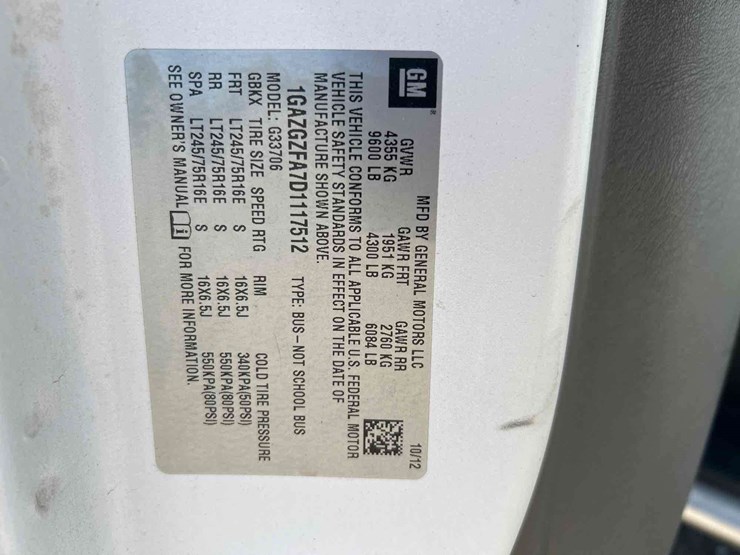 GM
MFD BY GENERAL MOTORS LLC 10/12
GVWR GAWR FRT GAWR RR
4355 KG 1951 KG 2760 KG
9600 LB 4300 LB 6084 LB
THIS VEHICLE CONFORMS TO ALL APPLICABLE U.S. FEDERAL MOTOR
VEHICLE SAFETY STANDARDS IN EFFECT ON THE DATE OF
MANUFACTURE SHOWN ABOVE.
1GAZGZFA7D1117512 TYPE: BUS-NOT SCHOOL BUS
MODEL: G33706
GBKX TIRE SIZE SPEED RTG RIM COLD TIRE PRESSURE
FRT LT245/75R16E S 16X6.5J 340KPA(50PSI)
RR LT245/75R16E S 16X6.5J 550KPA(80PSI)
SPA LT245/75R16E S 16X6.5J 550KPA(80PSI)
SEE OWNER'S MANUAL i FOR MORE INFORMATION.